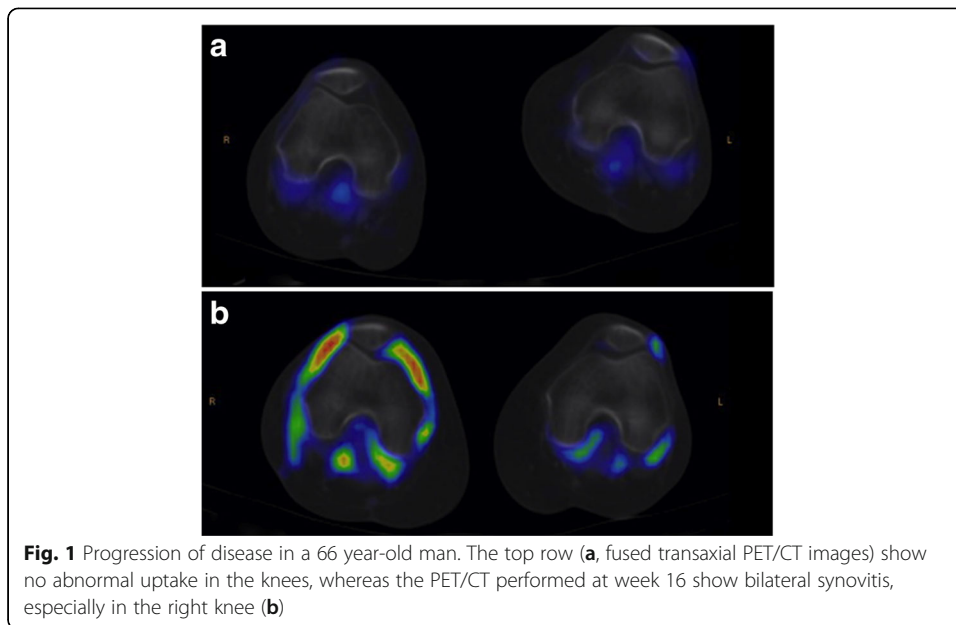 a
R
L
b
R
L
Fig. 1 Progression of disease in a 66 year-old man. The top row (a, fused transaxial PET/CT images) show
no abnormal uptake in the knees, whereas the PET/CT performed at week 16 show bilateral synovitis,
especially in the right knee (b)